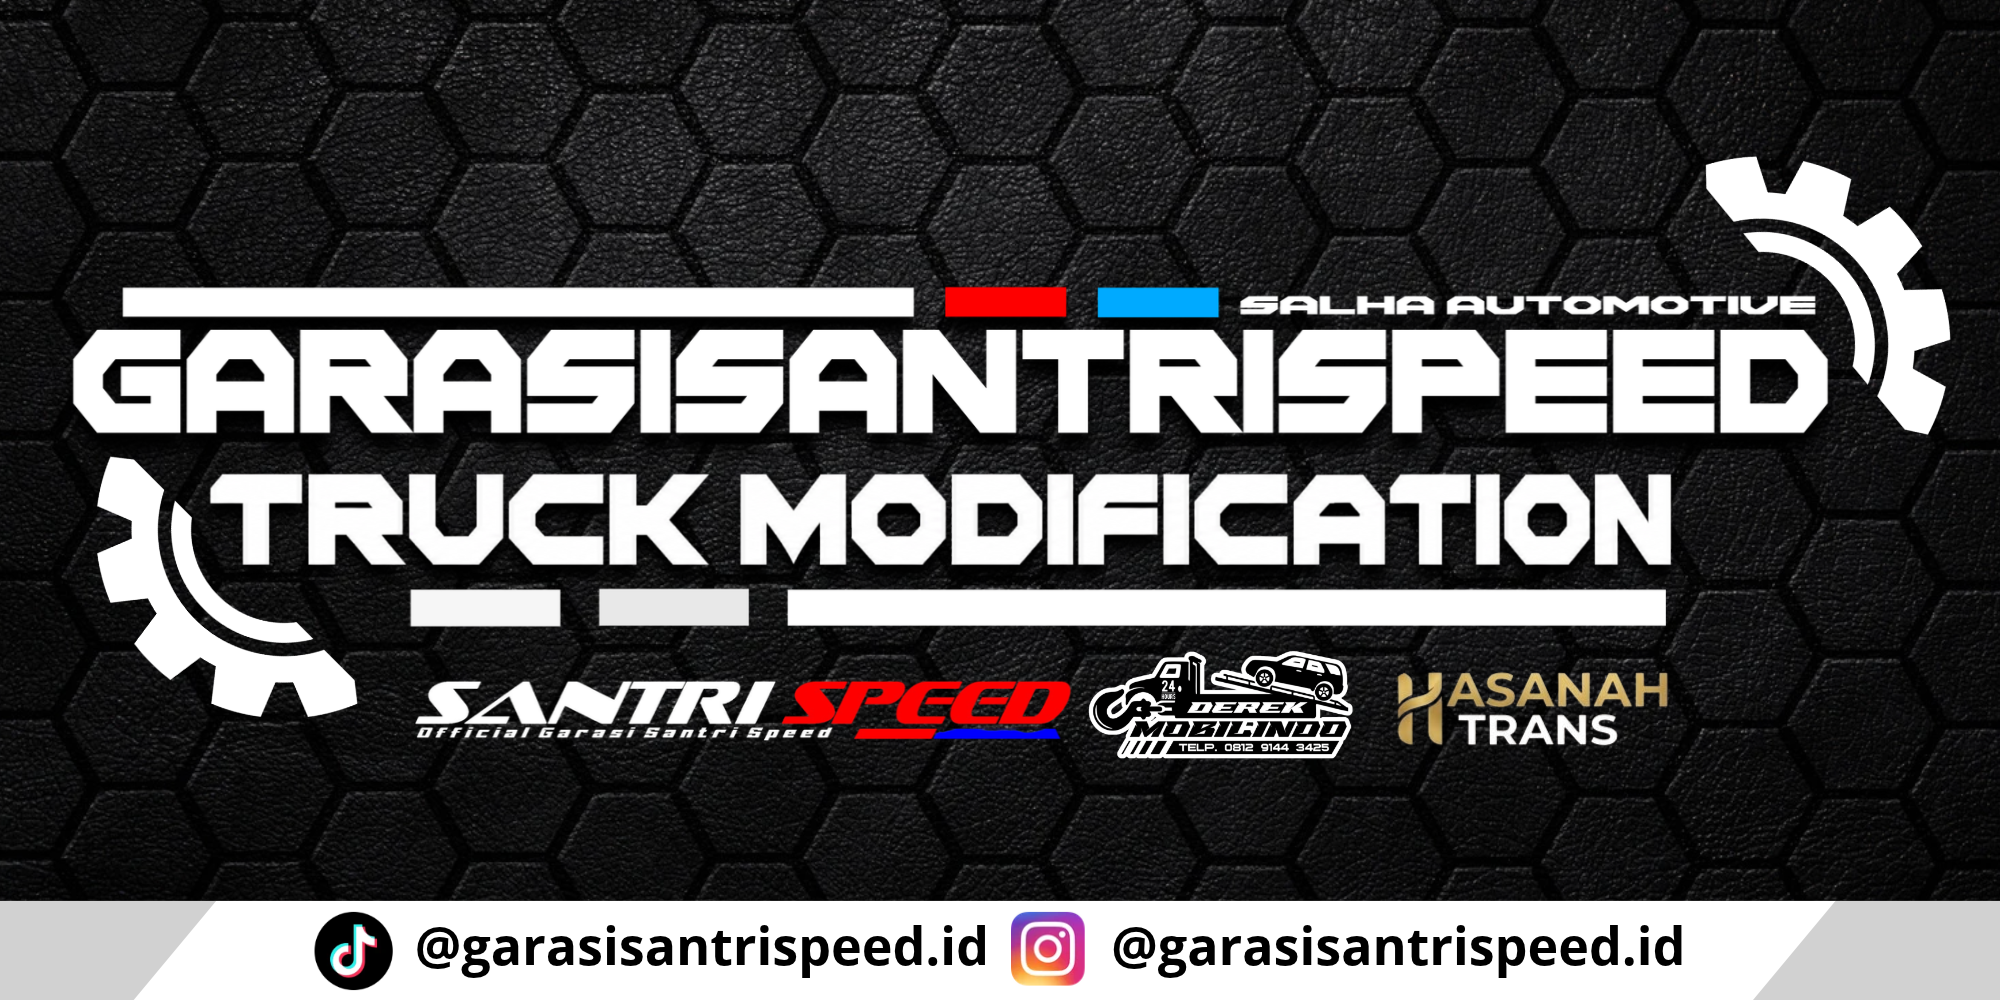 SALHA AUTOMOTIVE
GARASISANTRISPEED
TRUCK MODIFICATION
SANTRI SPEED
Official Garasi Santri Speed
24
HOURS
DEREK
MOBILINDO
TELP. 0812 9144 3425
HASANAH
TRANS
@garasisantrispeed.id @garasisantrispeed.id